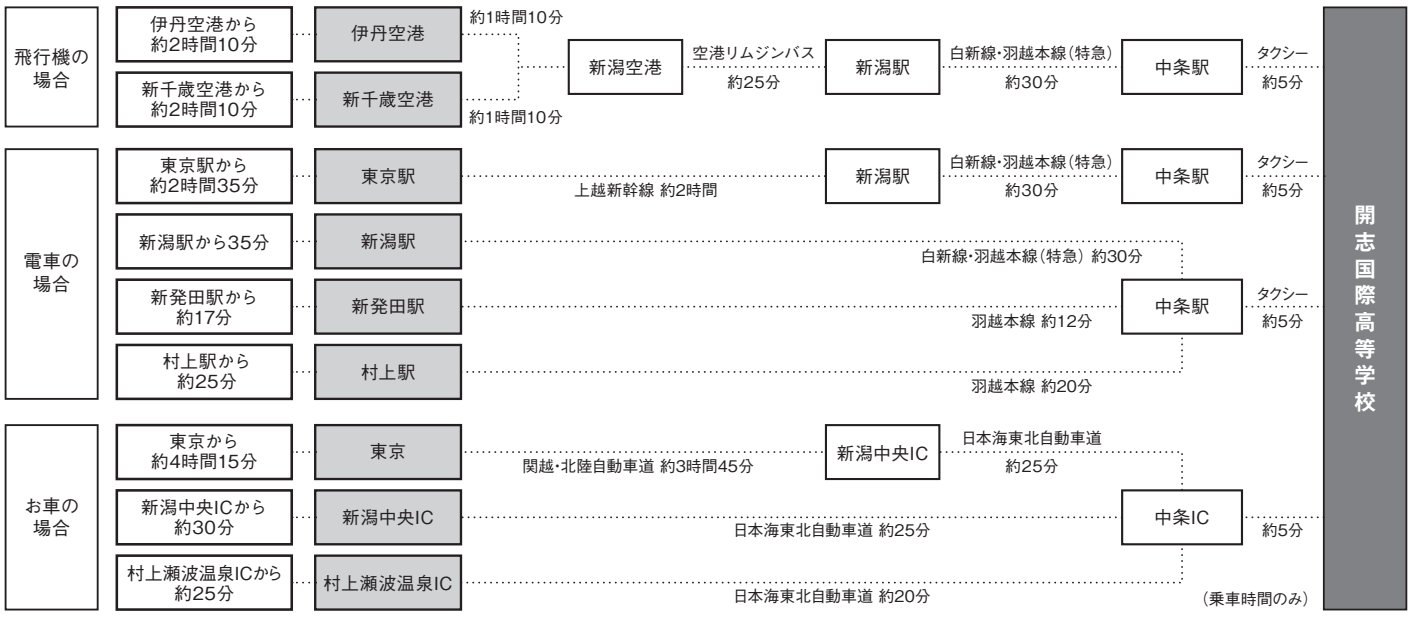 飛行機の
場合
伊丹空港から
約2時間10分
伊丹空港
約1時間10分
新千歳空港から
約2時間10分
新千歳空港
約1時間10分
新潟空港
空港リムジンバス
約25分
新潟駅
白新線・羽越本線(特急)
約30分
中条駅
タクシー
約5分
電車の
場合
東京駅から
約2時間35分
東京駅
上越新幹線 約2時間
新潟駅
白新線・羽越本線(特急)
約30分
中条駅
タクシー
約5分
新潟駅から35分
新潟駅
白新線・羽越本線(特急) 約30分
新発田駅から
約17分
新発田駅
羽越本線 約12分
中条駅
タクシー
約5分
村上駅から
約25分
村上駅
羽越本線 約20分
お車の
場合
東京から
約4時間15分
東京
関越・北陸自動車道 約3時間45分
新潟中央IC
日本海東北自動車道
約25分
新潟中央ICから
約30分
新潟中央IC
日本海東北自動車道 約25分
中条IC
約5分
村上瀬波温泉ICから
約25分
村上瀬波温泉IC
日本海東北自動車道 約20分
(乗車時間のみ)
開志国際高等学校